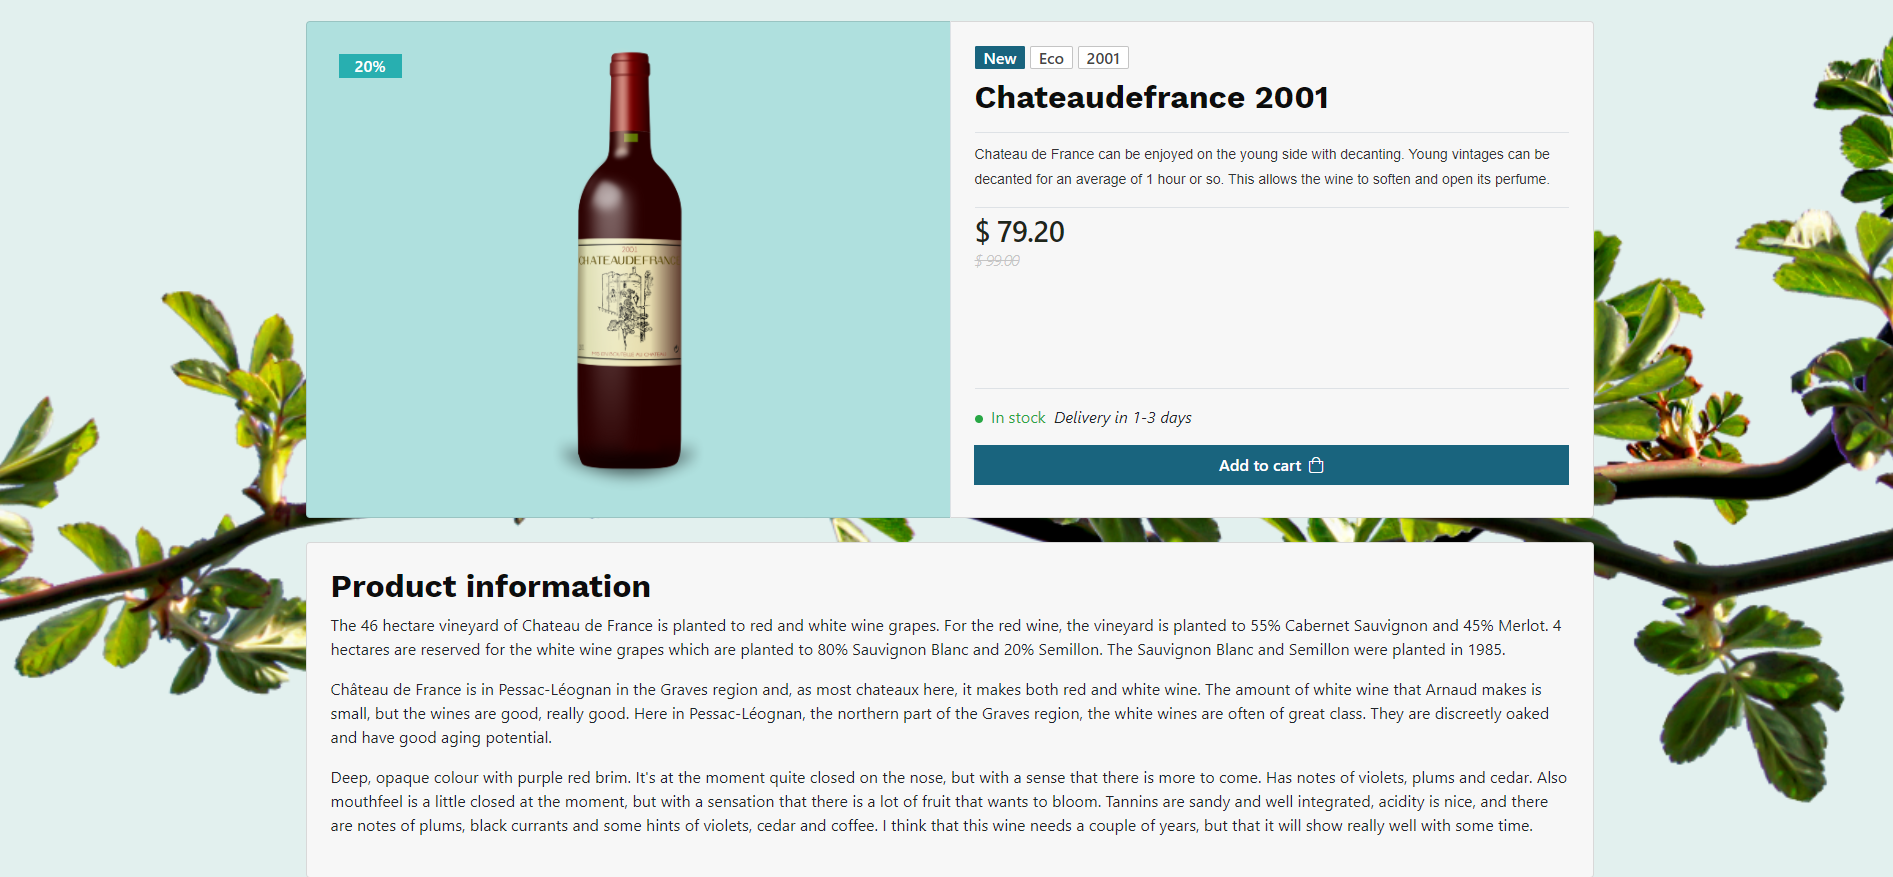 20%
2001
CHATEAUDEFRANC
New
Eco
2001
Chateaudefrance 2001
Chateau de France can be enjoyed on the young side with decanting. Young vintages can be
decanted for an average of 1 hour or so. This allows the wine to soften and open its perfume.
$ 79.20
$ 99.00
In stock Delivery in 1-3 days
Add to cart
Product information
The 46 hectare vineyard of Chateau de France is planted to red and white wine grapes. For the red wine, the vineyard is planted to 55% Cabernet Sauvignon and 45% Merlot. 4
hectares are reserved for the white wine grapes which are planted to 80% Sauvignon Blanc and 20% Semillon. The Sauvignon Blanc and Semillon were planted in 1985.
Château de France is in Pessac-Léognan in the Graves region and, as most chateaux here, it makes both red and white wine. The amount of white wine that Arnaud makes is
small, but the wines are good, really good. Here in Pessac-Léognan, the northern part of the Graves region, the white wines are often of great class. They are discreetly oaked
and have good aging potential.
Deep, opaque colour with purple red brim. It's at the moment quite closed on the nose, but with a sense that there is more to come. Has notes of violets, plums and cedar. Also
mouthfeel is a little closed at the moment, but with a sensation that there is a lot of fruit that wants to bloom. Tannins are sandy and well integrated, acidity is nice, and there
are notes of plums, black currants and some hints of violets, cedar and coffee. I think that this wine needs a couple of years, but that it will show really well with some time.